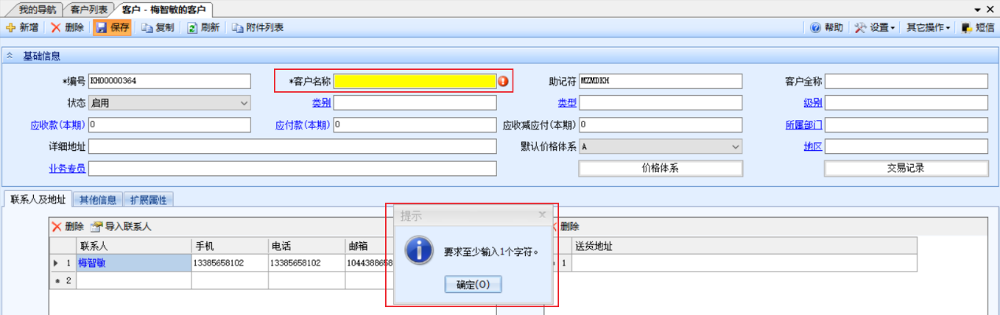 我的导航 客户列表 客户 - 梅智敏的客户
新增 删除 保存 复制 刷新 附件列表 帮助 设置 其它操作 短信
基础信息
*编号 KH00000364 *客户名称 助记符 MZMDKH 客户全称
状态 启用 类别 类型 级别
应收款(本期) 0 应付款(本期) 0 应收减应付(本期) 0 所属部门
详细地址 默认价格体系 A 地区
业务专员 价格体系 交易记录
联系人及地址 其他信息 扩展属性
删除 导入联系人 提示 删除
联系人 手机 电话 邮箱 送货地址
1 梅智敏 13385658102 13385658102 1044388658 要求至少输入1个字符。 1
2 确定(O)